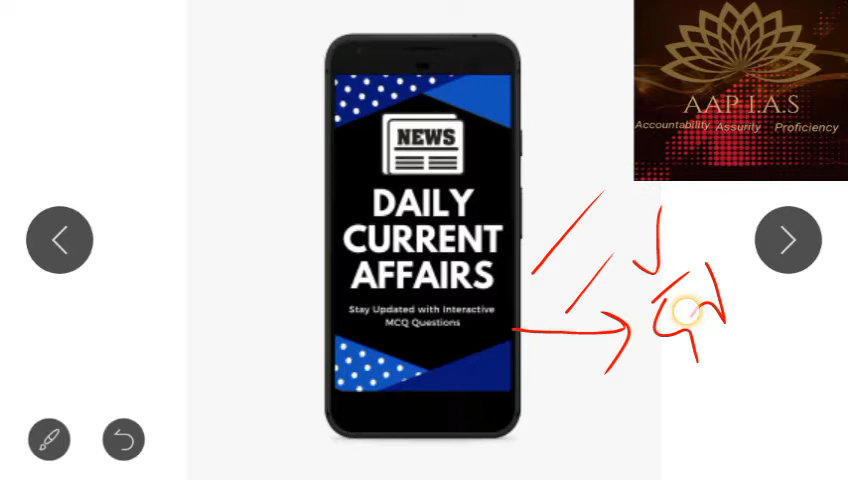 AAP I.A.S
Accountability Assurity Proficiency
NEWS
DAILY
CURRENT
AFFAIRS
Stay Updated with Interactive
MCQ Questions